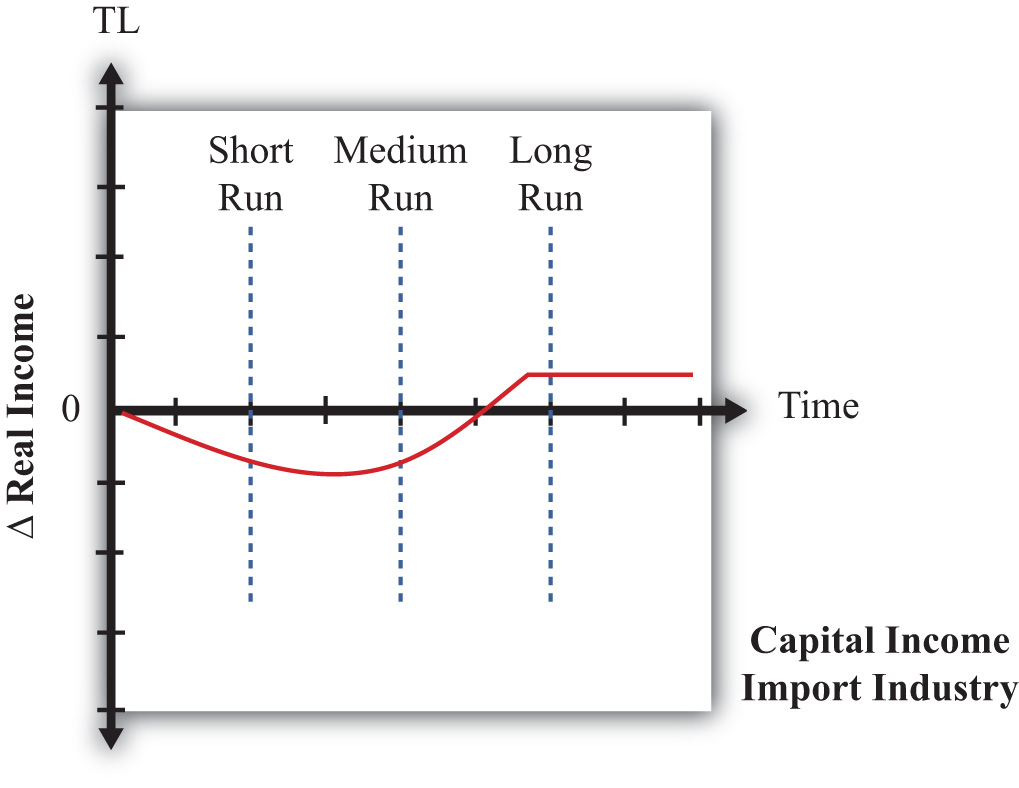 TL
Short
Run
Medium
Run
Long
Run
Δ Real Income
0
Time
Capital Income
Import Industry